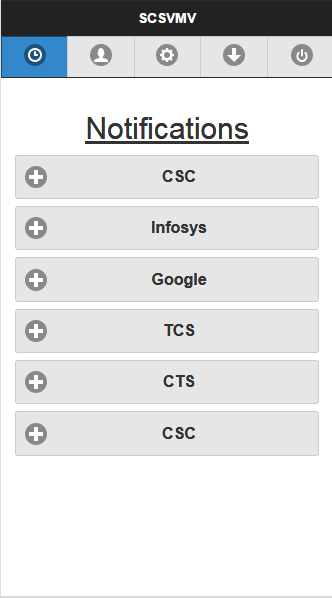 SCSVMV
Notifications
CSC
Infosys
Google
TCS
CTS
CSC